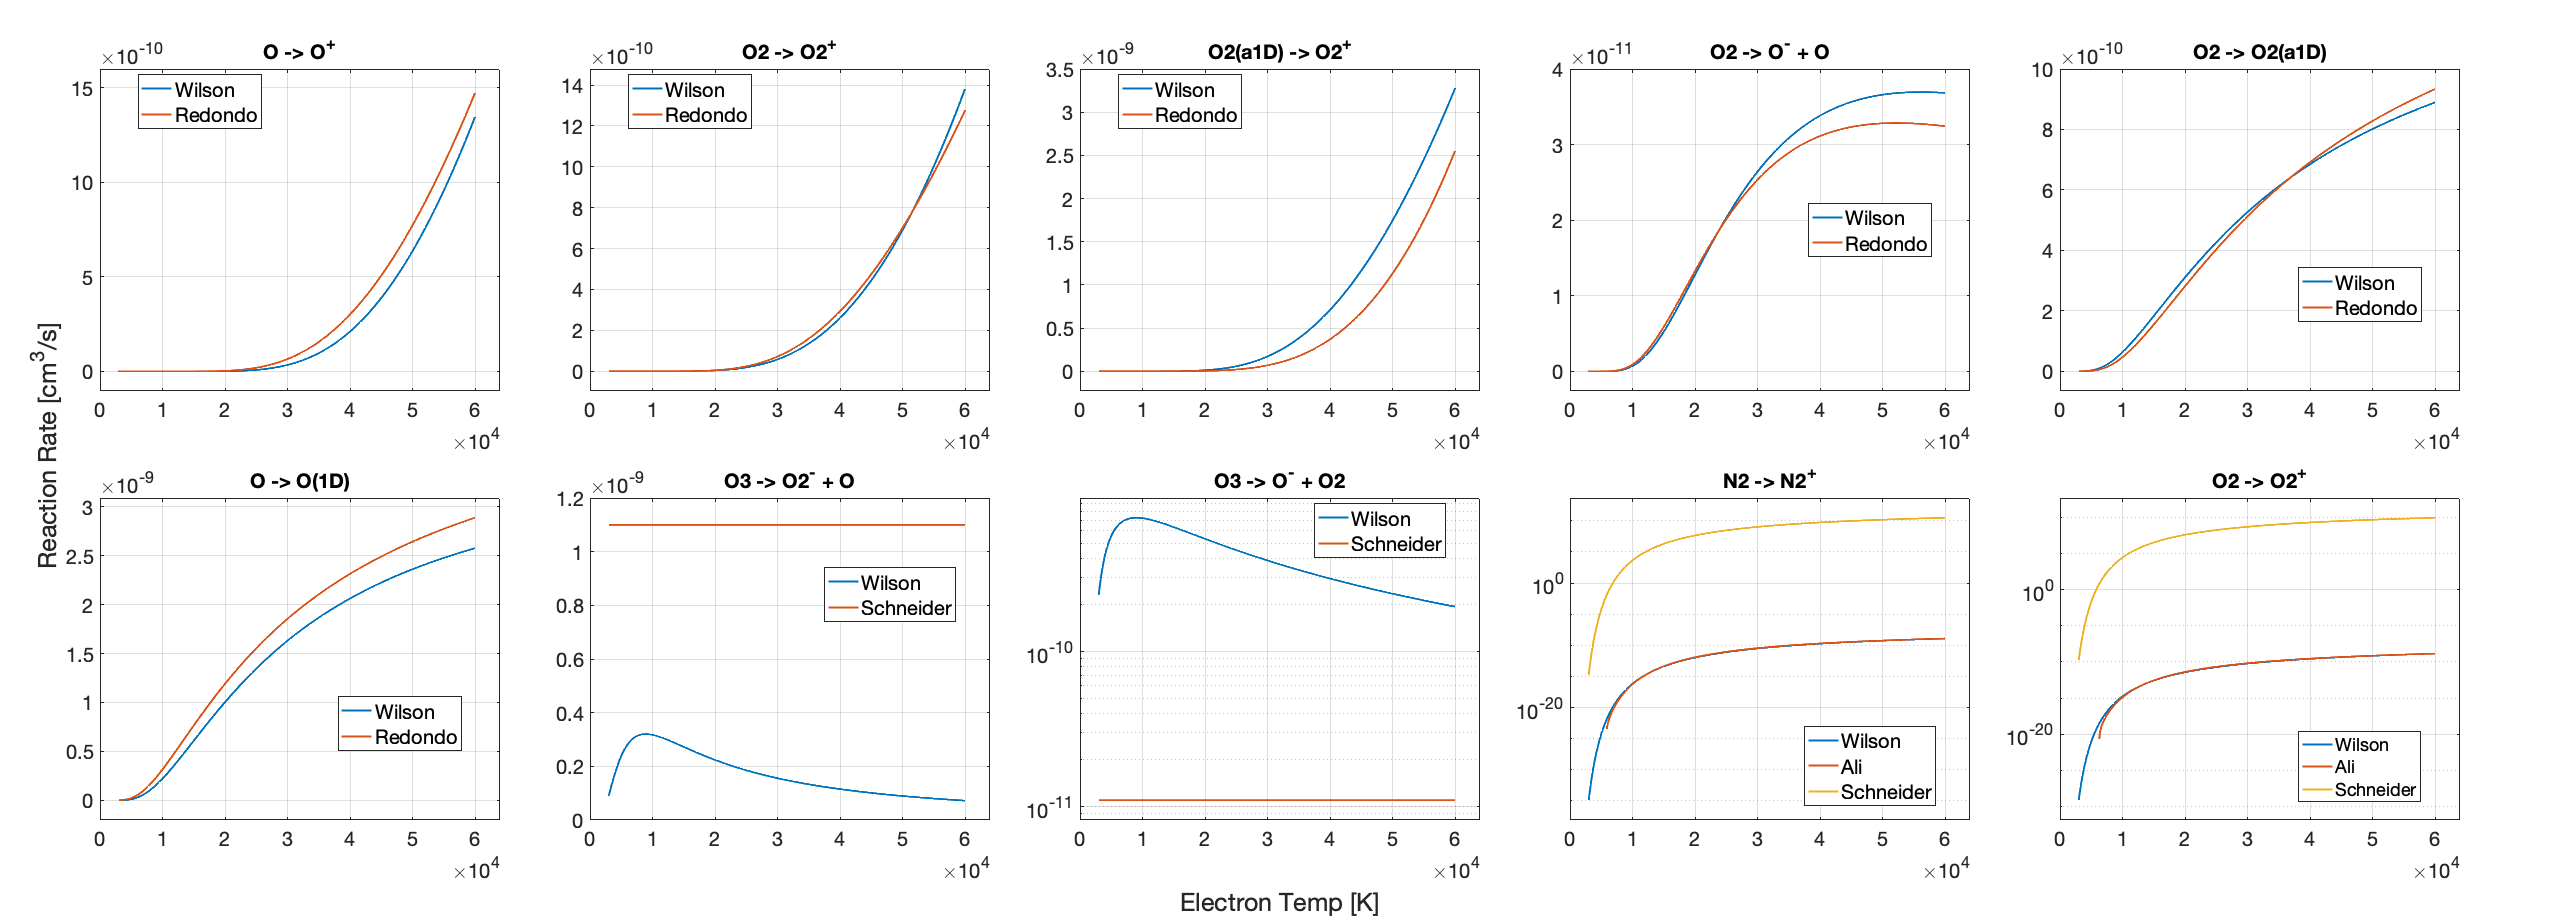 Reaction Rate [cm³/s]
O -> O⁺
×10⁻¹⁰
15
10
5
0
0 1 2 3 4 5 6
×10⁴
Wilson
Redondo
O2 -> O2⁺
×10⁻¹⁰
14
12
10
8
6
4
2
0
0 1 2 3 4 5 6
×10⁴
Wilson
Redondo
O2(a1D) -> O2⁺
×10⁻⁹
3.5
3
2.5
2
1.5
1
0.5
0
0 1 2 3 4 5 6
×10⁴
Wilson
Redondo
O2 -> O⁻ + O
×10⁻¹¹
4
3
2
1
0
0 1 2 3 4 5 6
×10⁴
Wilson
Redondo
O2 -> O2(a1D)
×10⁻¹⁰
10
8
6
4
2
0
0 1 2 3 4 5 6
×10⁴
Wilson
Redondo
O -> O(1D)
×10⁻⁹
3
2.5
2
1.5
1
0.5
0
0 1 2 3 4 5 6
×10⁴
Wilson
Redondo
O3 -> O2⁻ + O
×10⁻⁹
1.2
1
0.8
0.6
0.4
0.2
0
0 1 2 3 4 5 6
×10⁴
Wilson
Schneider
O3 -> O⁻ + O2
10⁻¹⁰
10⁻¹¹
0 1 2 3 4 5 6
×10⁴
Wilson
Schneider
N2 -> N2⁺
10⁰
10⁻²⁰
0 1 2 3 4 5 6
×10⁴
Wilson
Ali
Schneider
O2 -> O2⁺
10⁰
10⁻²⁰
0 1 2 3 4 5 6
×10⁴
Wilson
Ali
Schneider
Electron Temp [K]